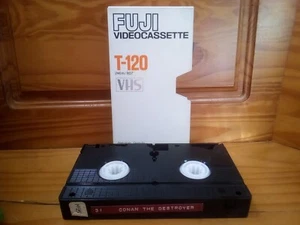 FUJI
VIDEOCASSETTE
T-120
VHS
CONAN THE DESTROYER